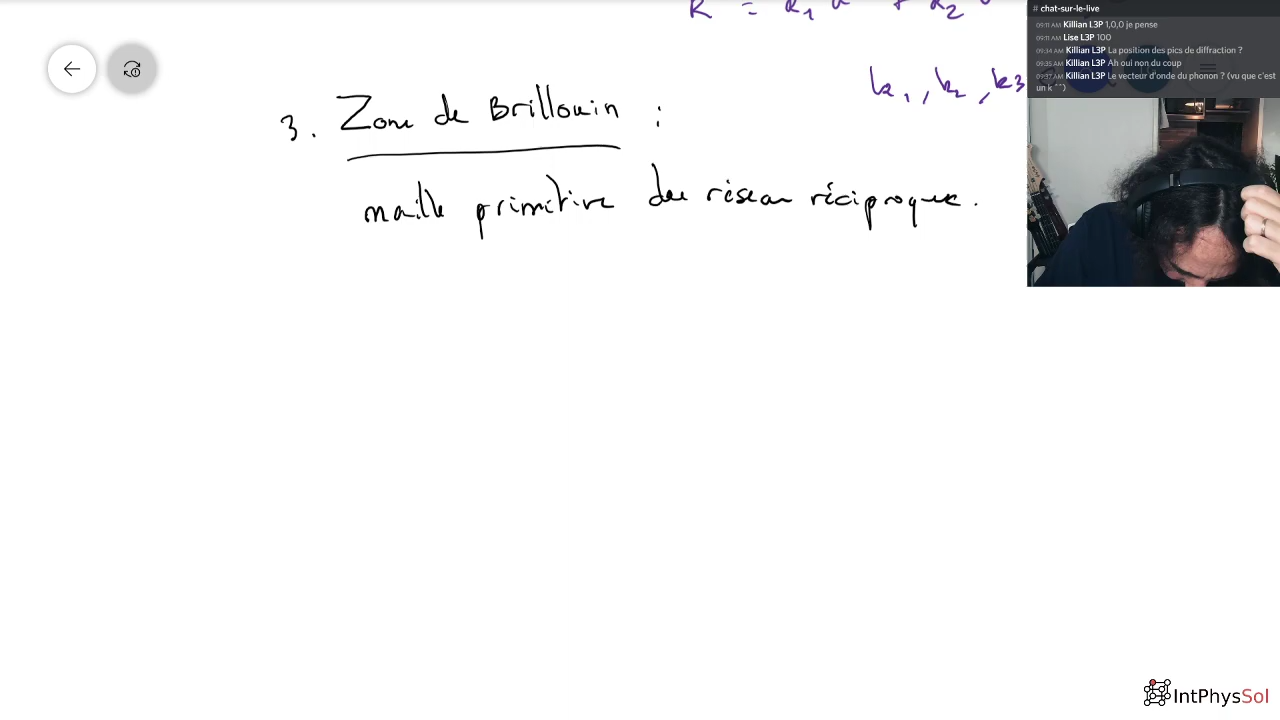 k = k1 a + k2
k1, k2, k3
3. Zone de Brillouin :
maille primitive du réseau réciproque.
# chat-sur-le-live
09:11 AM Killian L3P 1,0,0 je pense
09:11 AM Lise L3P 100
09:34 AM Killian L3P La position des pics de diffraction ?
09:35 AM Killian L3P Ah oui non du coup
09:37 AM Killian L3P Le vecteur d'onde du phonon ? (vu que c'est
un k ^^)
IntPhysSol